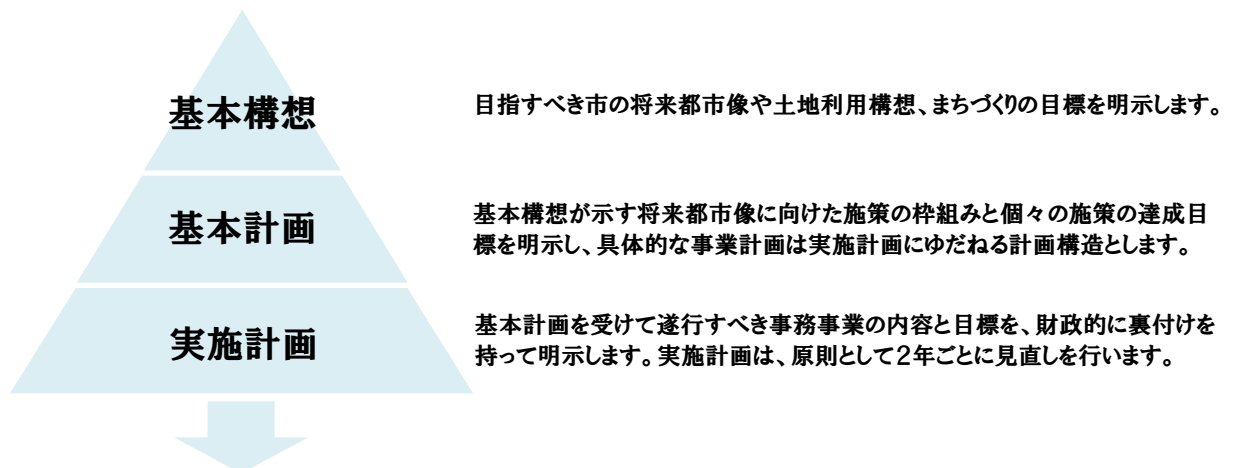 基本構想
目指すべき市の将来都市像や土地利用構想、まちづくりの目標を明示します。
基本計画
基本構想が示す将来都市像に向けた施策の枠組みと個々の施策の達成目
標を明示し、具体的な事業計画は実施計画にゆだねる計画構造とします。
実施計画
基本計画を受けて遂行すべき事務事業の内容と目標を、財政的に裏付けを
持って明示します。実施計画は、原則として2年ごとに見直しを行います。